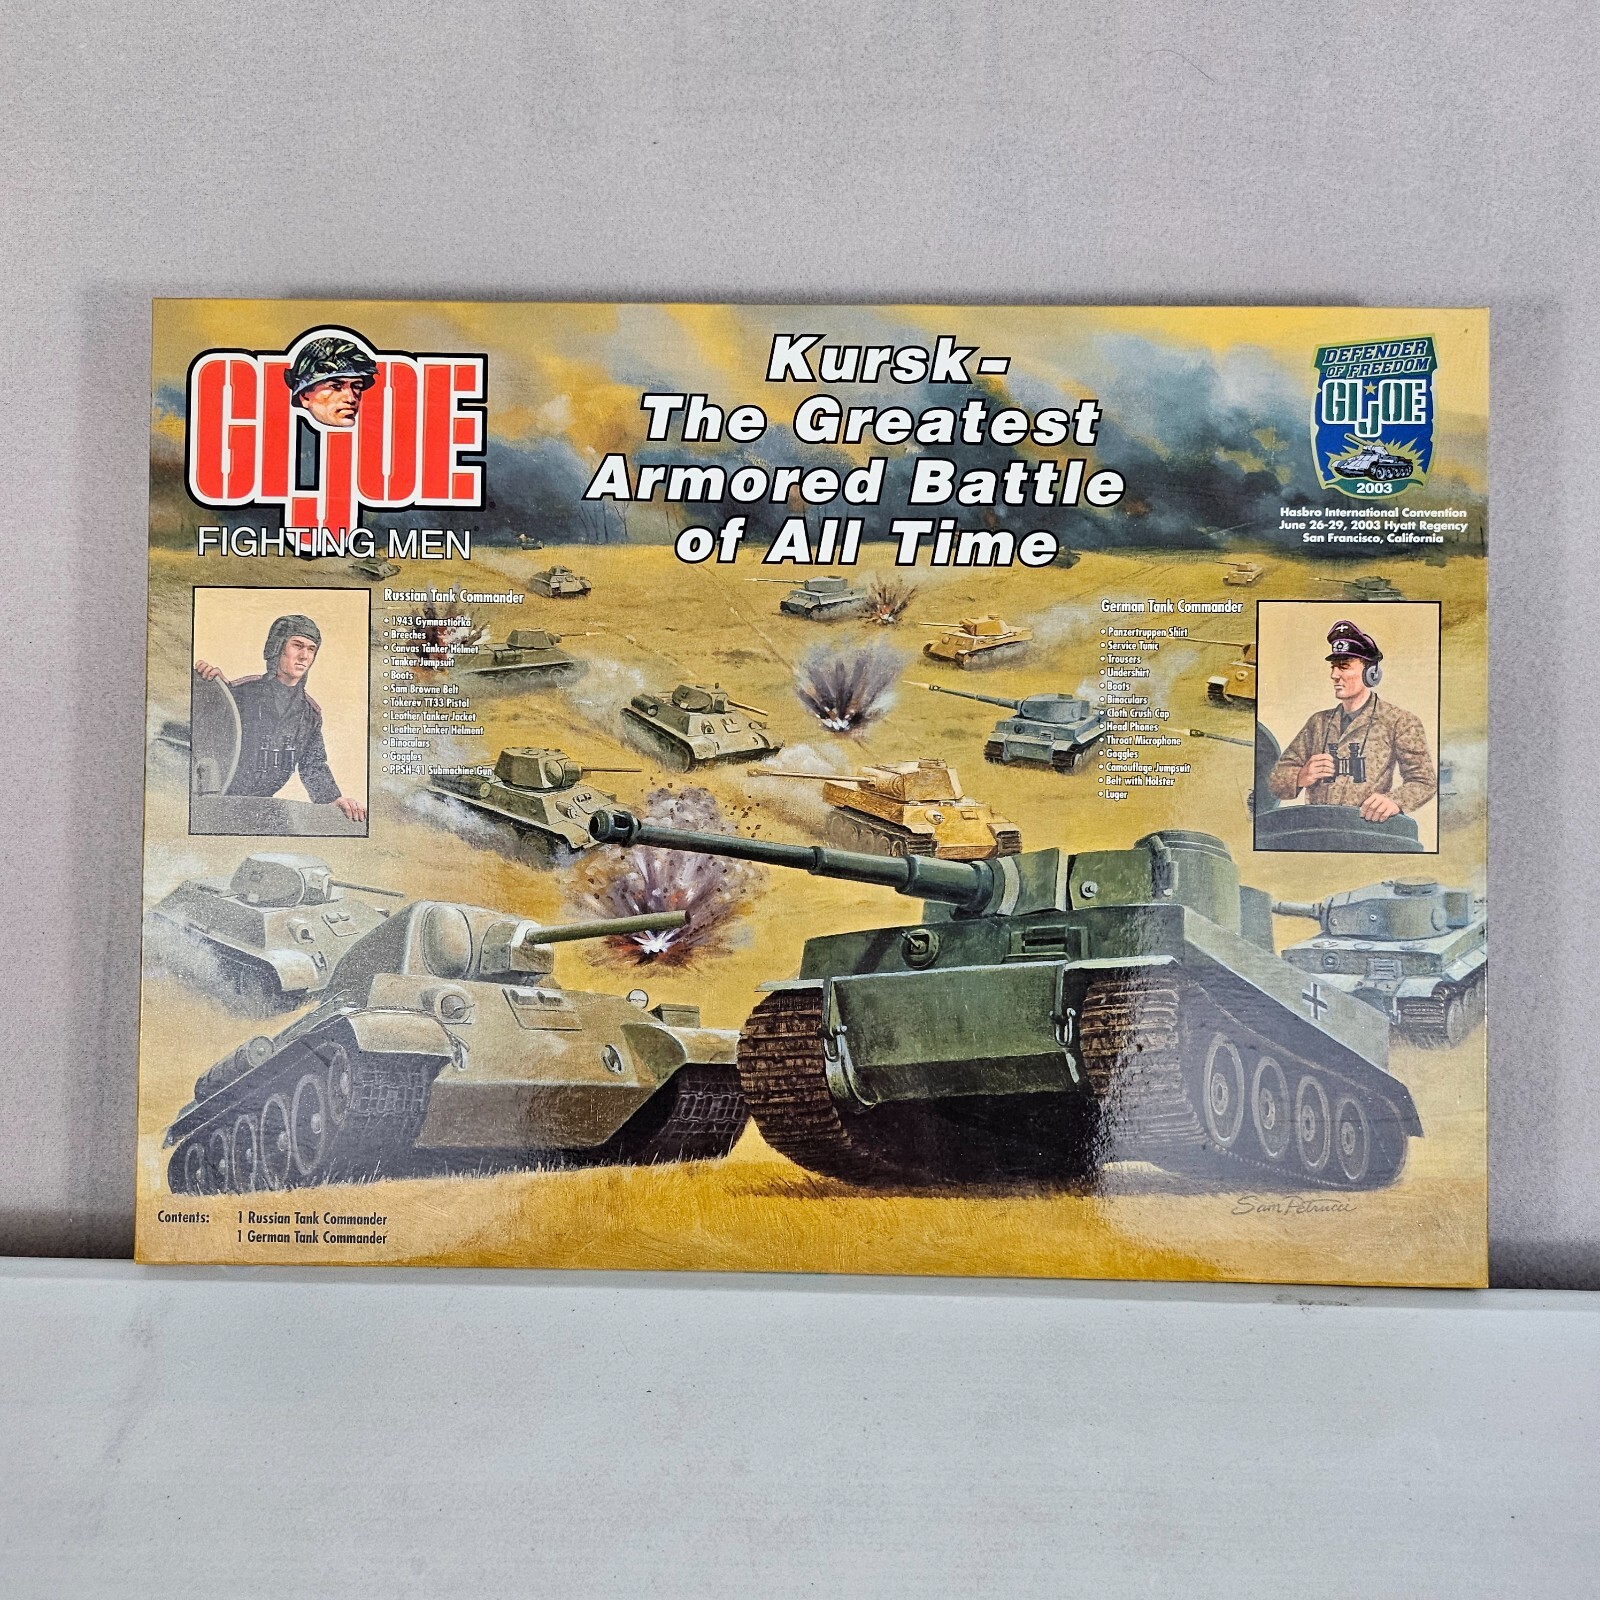 GI JOE
FIGHTING MEN
Kursk-
The Greatest
Armored Battle
of All Time
DEFENDER
OF FREEDOM
GI JOE
2003
Hasbro International Convention
June 26-29, 2003 Hyatt Regency
San Francisco, California
Russian Tank Commander
• 1943 Gymnastiorka
• Breeches
• Canvas Tanker Helmet
• Tanker Jumpsuit
• Boots
• Sam Browne Belt
• Tokerev TT33 Pistol
• Leather Tanker Jacket
• Leather Tanker Helment
• Binoculars
• Goggles
• PPSH-41 Submachine Gun
German Tank Commander
• Panzertruppen Shirt
• Service Tunic
• Trousers
• Undershirt
• Boots
• Binoculars
• Cloth Crush Cap
• Head Phones
• Throat Microphone
• Goggles
• Camouflage Jumpsuit
• Belt with Holster
• Luger
Sam Petrucci
Contents: 1 Russian Tank Commander
1 German Tank Commander